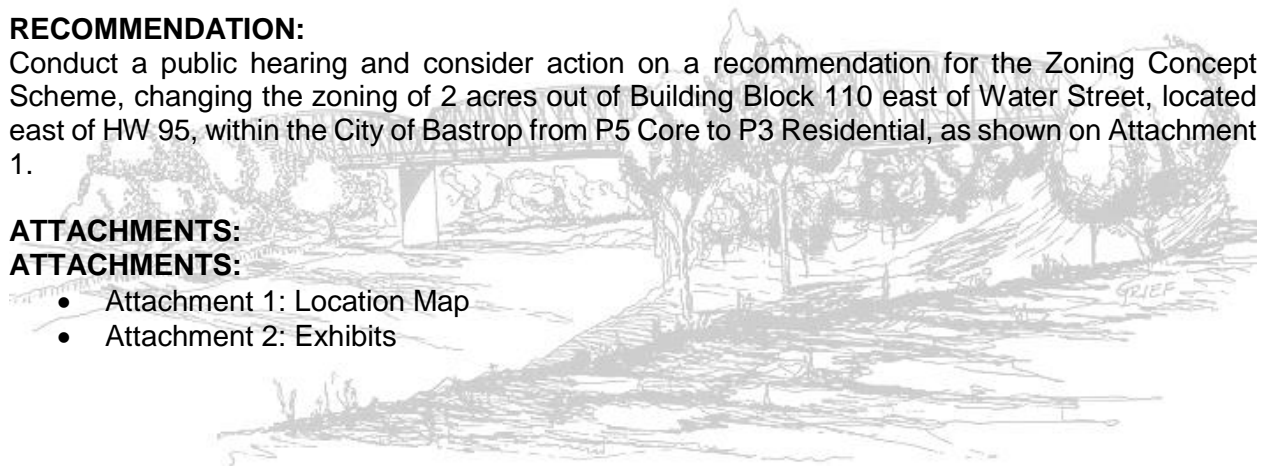 RECOMMENDATION:
Conduct a public hearing and consider action on a recommendation for the Zoning Concept
Scheme, changing the zoning of 2 acres out of Building Block 110 east of Water Street, located
east of HW 95, within the City of Bastrop from P5 Core to P3 Residential, as shown on Attachment
1.
ATTACHMENTS:
ATTACHMENTS:
• Attachment 1: Location Map
GRIEF
• Attachment 2: Exhibits